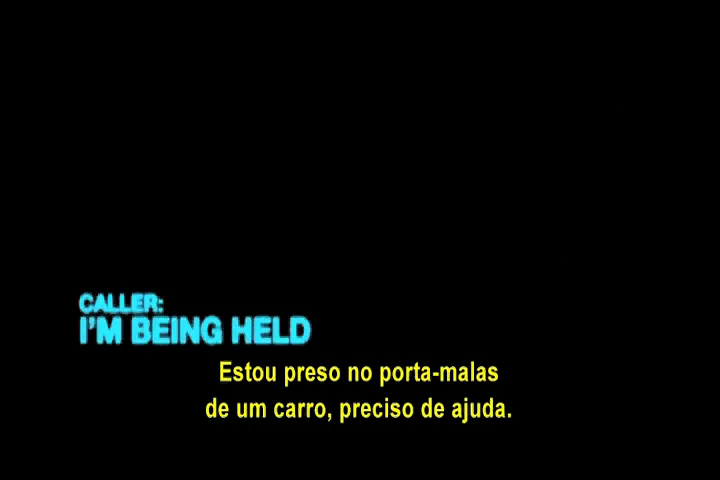 CALLER:
I'M BEING HELD
Estou preso no porta-malas
de um carro, preciso de ajuda.